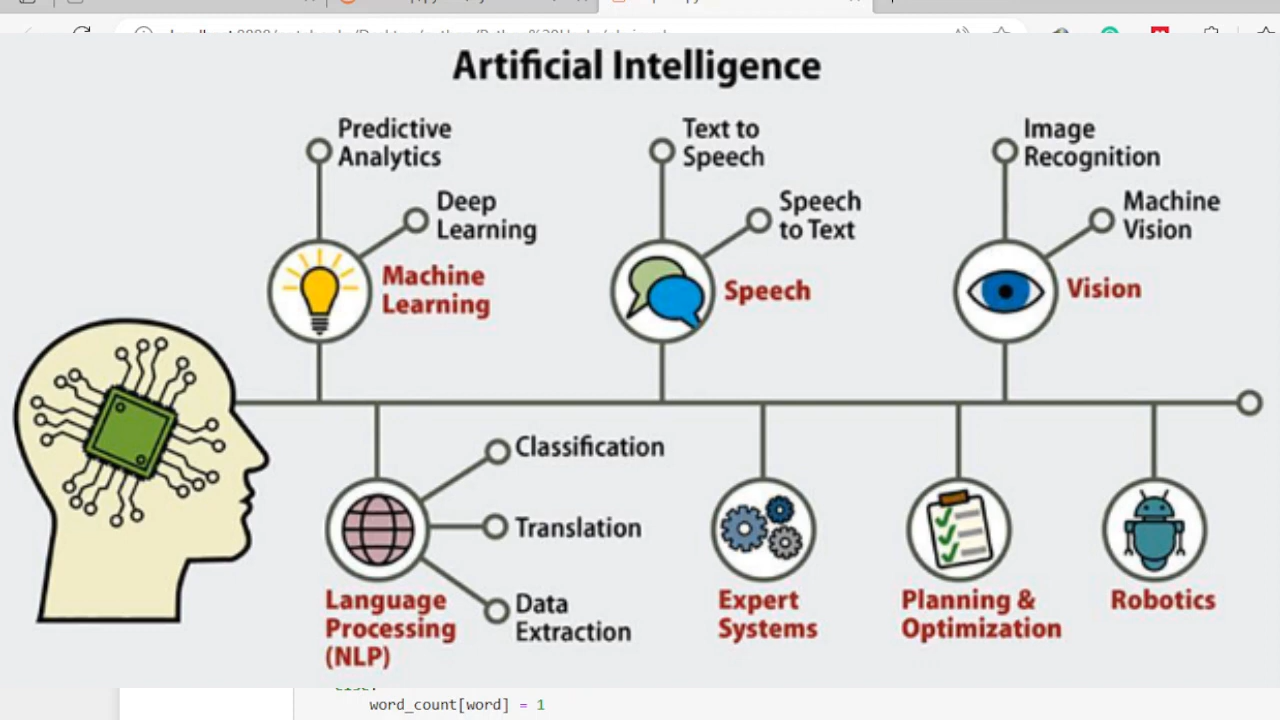 Artificial Intelligence
Predictive
Analytics
Deep
Learning
Machine
Learning
Text to
Speech
Speech
to Text
Speech
Image
Recognition
Machine
Vision
Vision
Classification
Translation
Data
Extraction
Language
Processing
(NLP)
Expert
Systems
Planning &
Optimization
Robotics
word_count[word] = 1